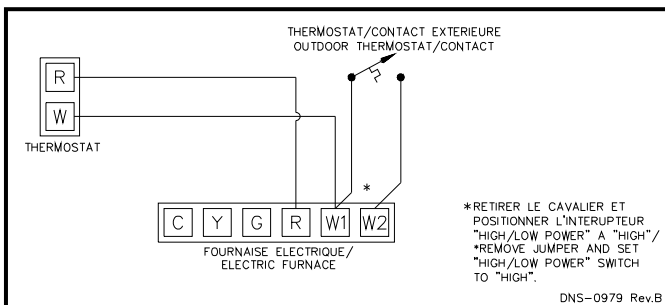 THERMOSTAT/CONTACT EXTERIEURE
OUTDOOR THERMOSTAT/CONTACT
R
W
THERMOSTAT
*
C Y G R W1 W2
FOURNAISE ELECTRIQUE/
ELECTRIC FURNACE
*RETIRER LE CAVALIER ET
POSITIONNER L'INTERUPTEUR
"HIGH/LOW POWER" A "HIGH"/
*REMOVE JUMPER AND SET
"HIGH/LOW POWER" SWITCH
TO "HIGH".
DNS-0979 Rev.B